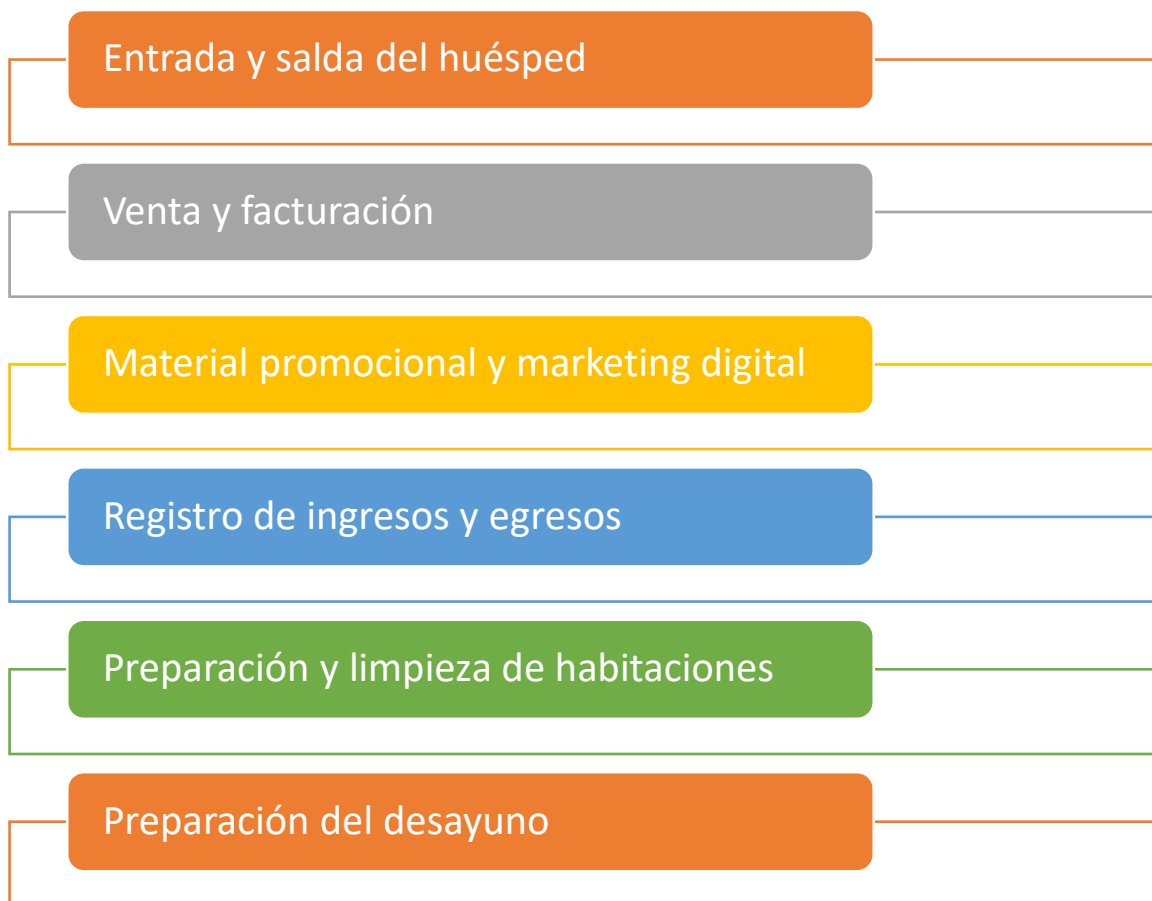 Entrada y salda del huésped
Venta y facturación
Material promocional y marketing digital
Registro de ingresos y egresos
Preparación y limpieza de habitaciones
Preparación del desayuno